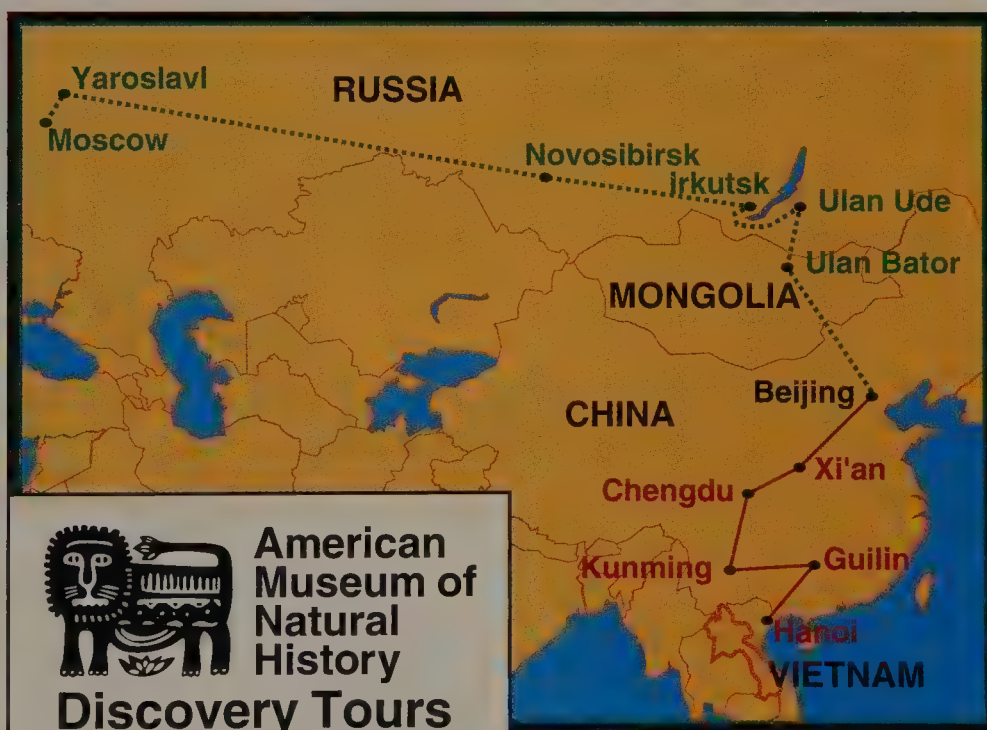 Yaroslavl
RUSSIA
Moscow
Novosibirsk
Irkutsk
Ulan Ude
Ulan Bator
MONGOLIA
Beijing
CHINA
Xi'an
Chengdu
Kunming
Guilin
Hanoi
VIETNAM
American
Museum of
Natural
History
Discovery Tours